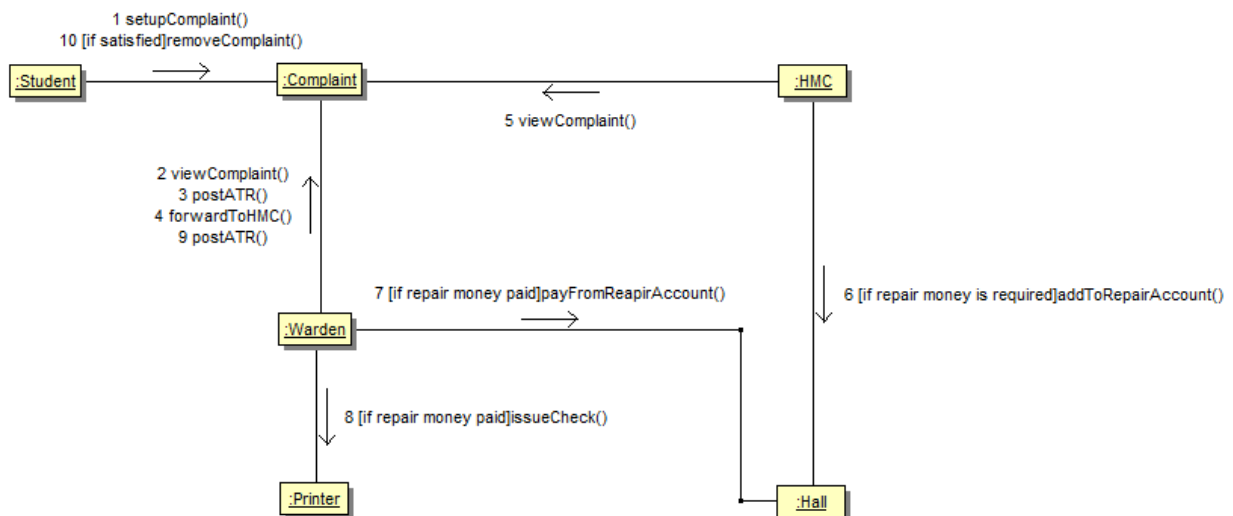 1 setupComplaint()
10 [if satisfied]removeComplaint()
:Student
:Complaint
:HMC
5 viewComplaint()
2 viewComplaint()
3 postATR()
4 forwardToHMC()
9 postATR()
7 [if repair money paid]payFromReapirAccount()
6 [if repair money is required]addToRepairAccount()
:Warden
8 [if repair money paid]issueCheck()
:Printer
:Hall